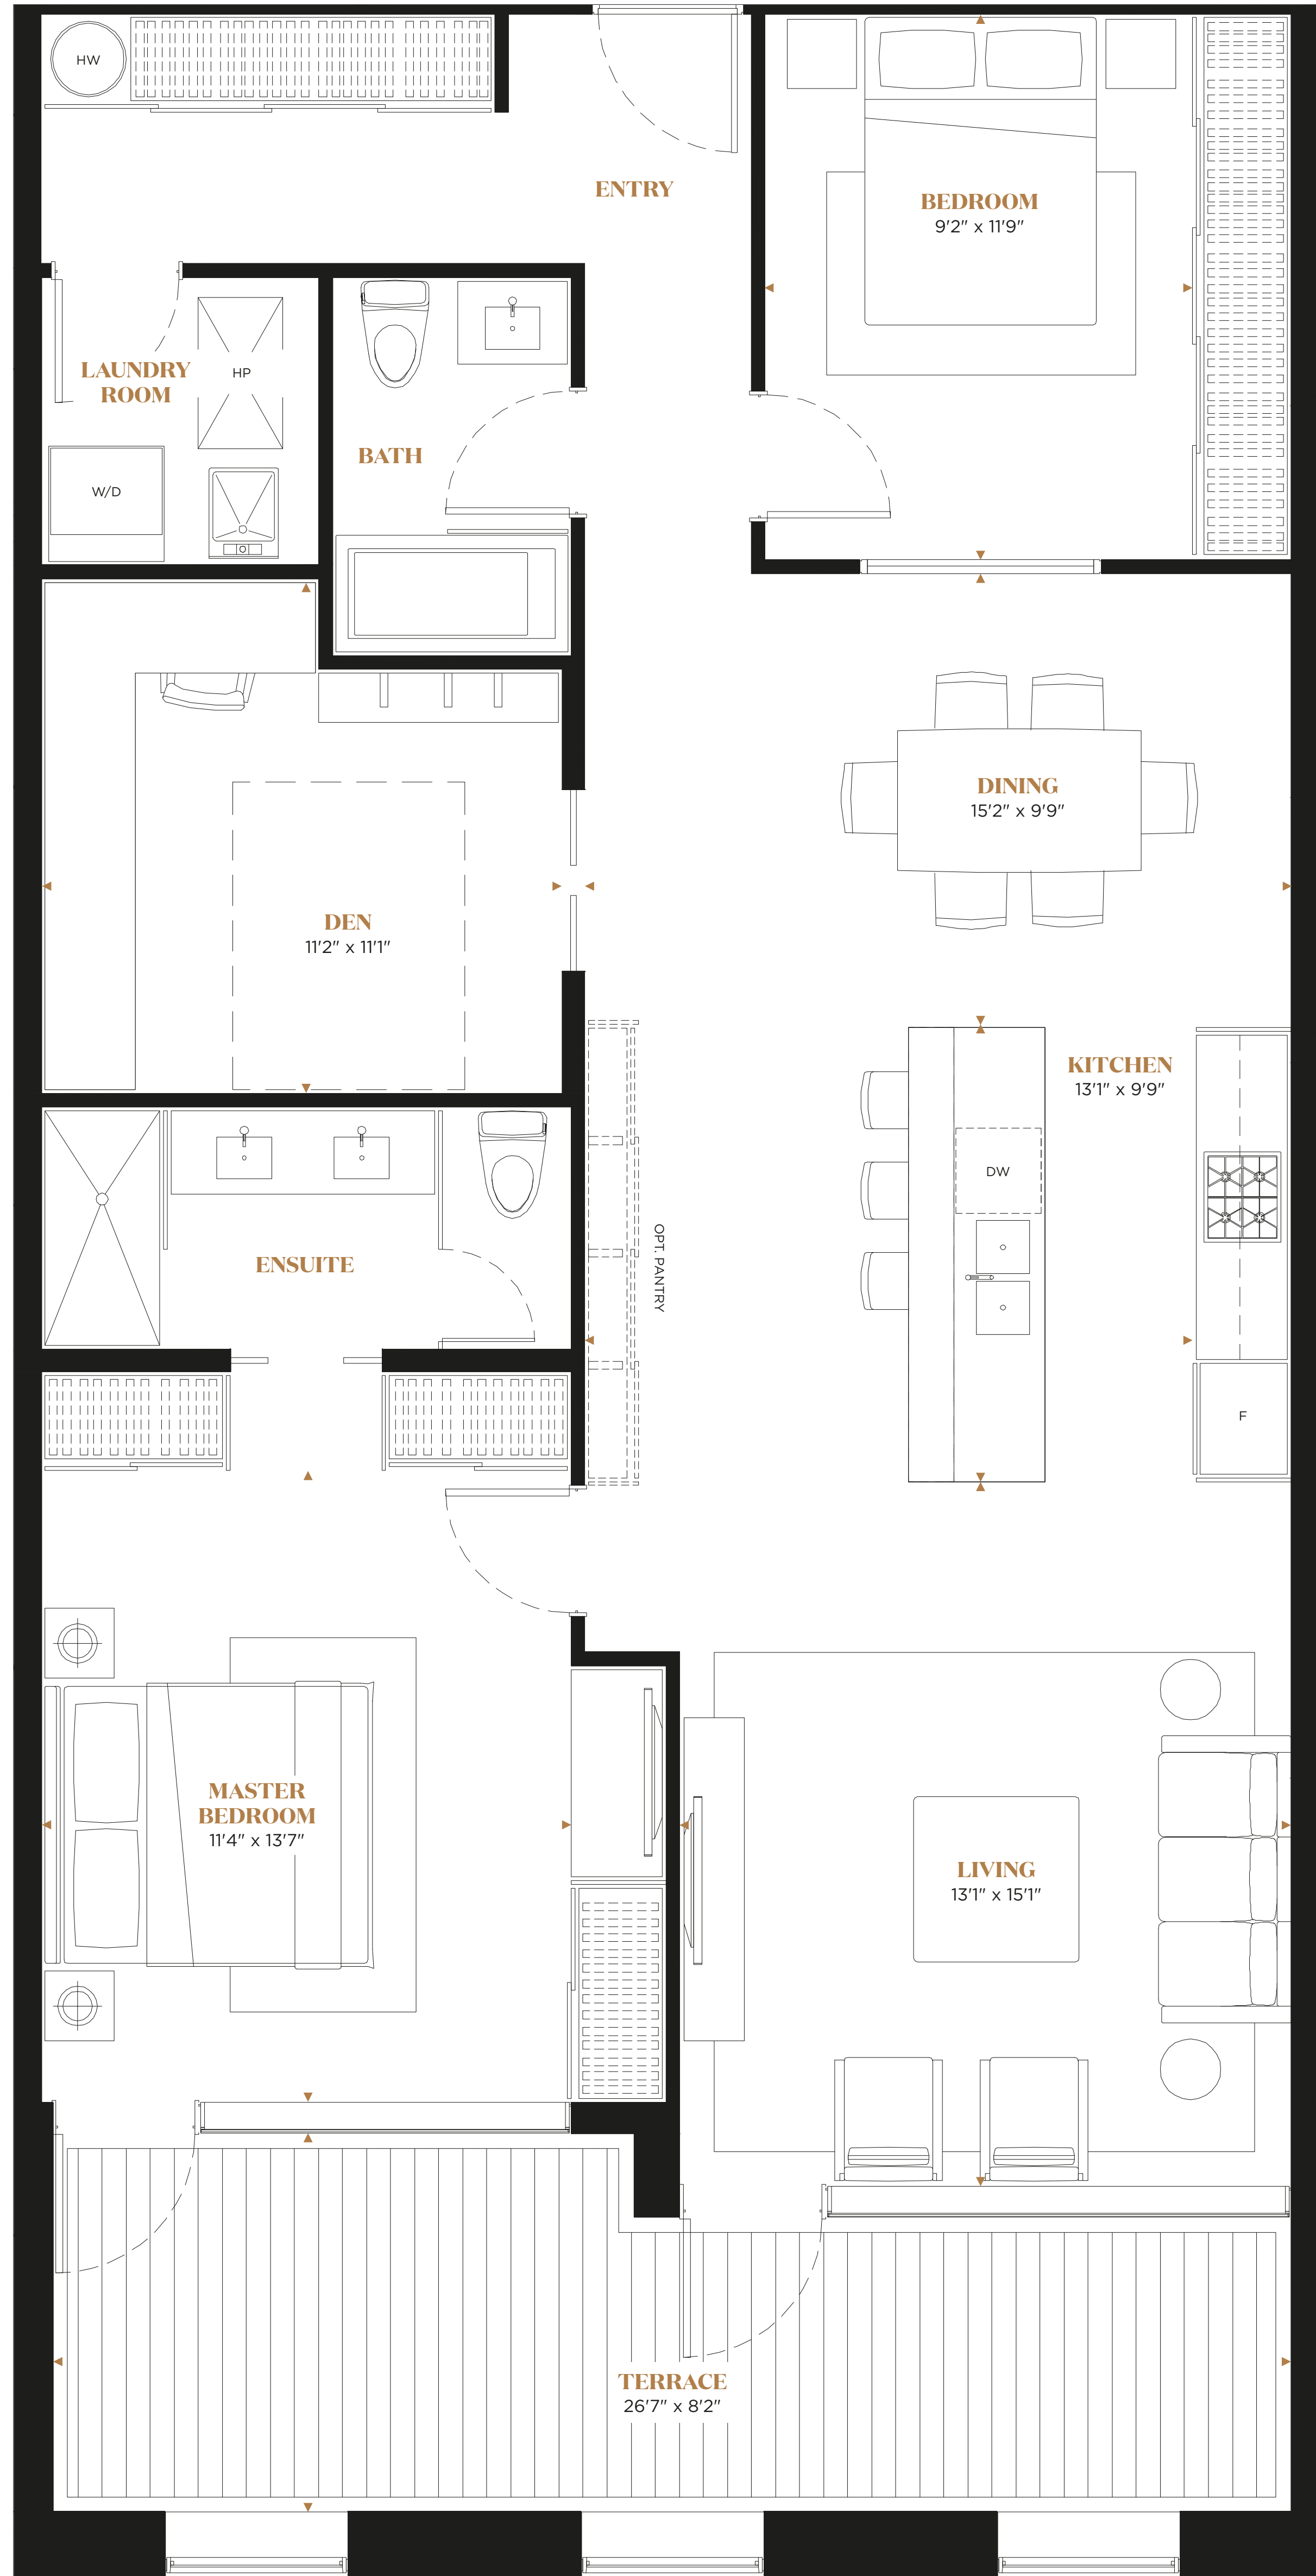 HW
ENTRY
BEDROOM
9'2" x 11'9"
LAUNDRY
ROOM
HP
BATH
W/D
DINING
15'2" x 9'9"
DEN
11'2" x 11'1"
KITCHEN
13'1" x 9'9"
DW
OPT. PANTRY
ENSUITE
F
MASTER
BEDROOM
11'4" x 13'7"
LIVING
13'1" x 15'1"
TERRACE
26'7" x 8'2"